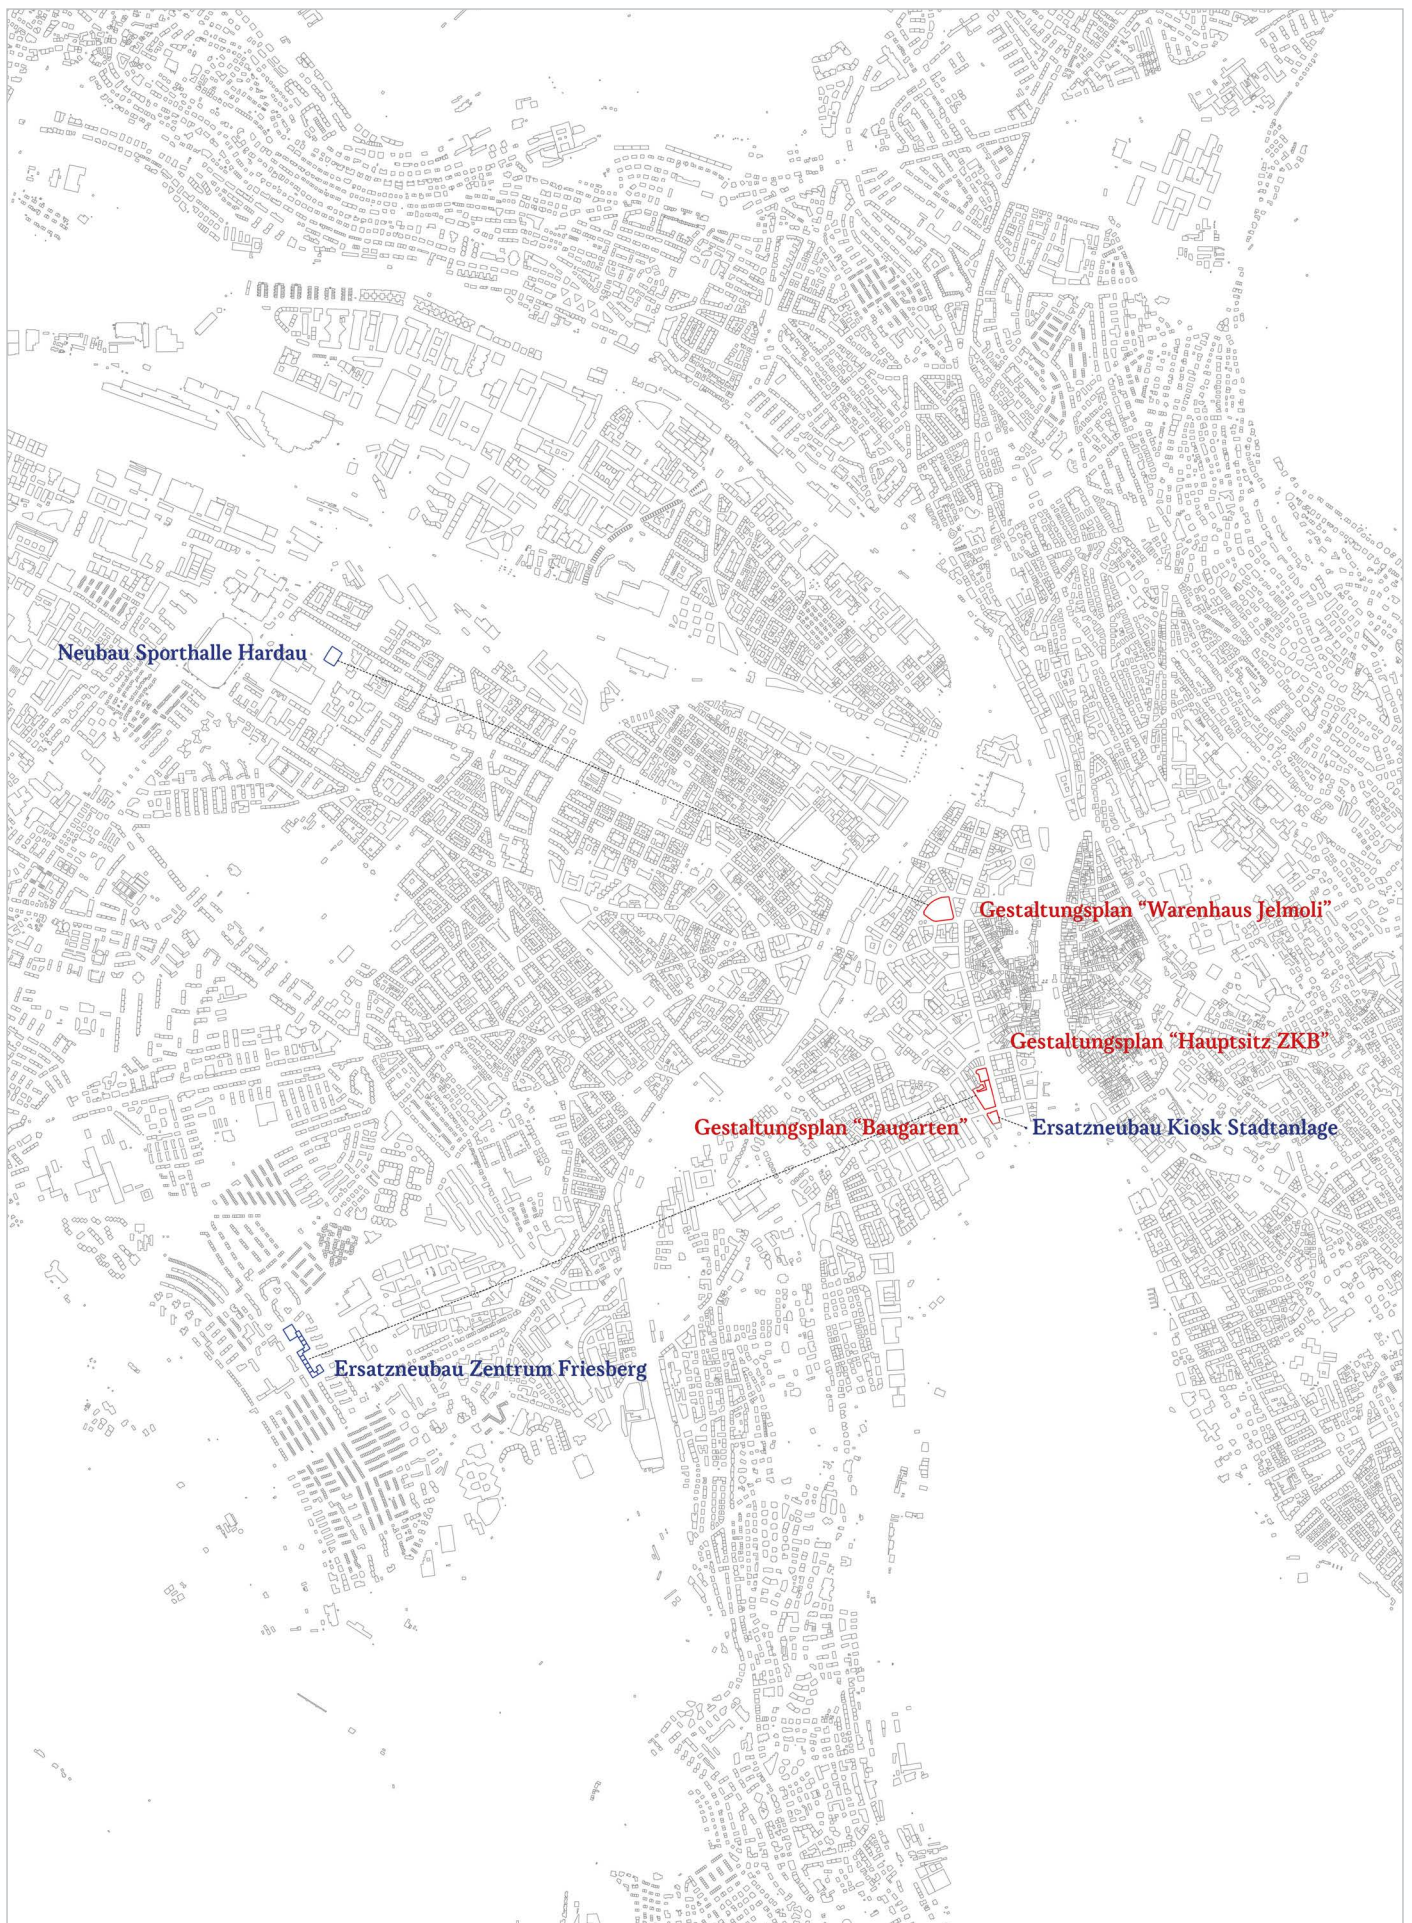 Neubau Sporthalle Hardau
Gestaltungsplan “Warenhaus Jelmoli”
Gestaltungsplan “Hauptsitz ZKB”
Gestaltungsplan “Baugarten”
Ersatzneubau Kiosk Stadtanlage
Ersatzneubau Zentrum Friesberg